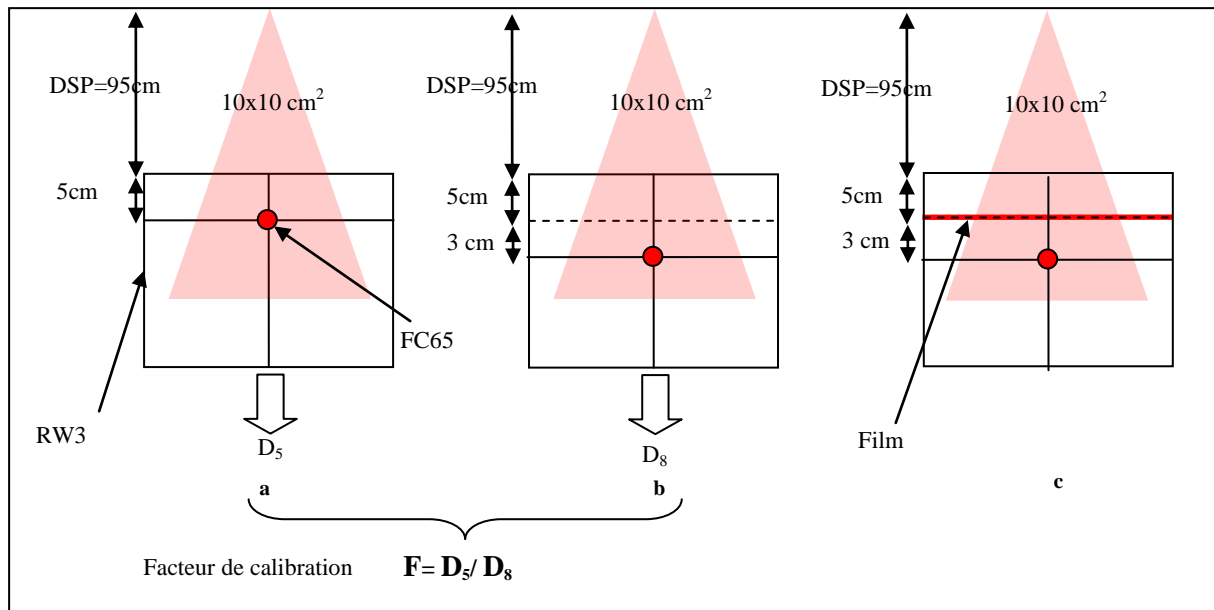 DSP=95cm
10x10 cm²
5cm
FC65
RW3
D₅
a
DSP=95cm
10x10 cm²
5cm
3 cm
D₈
b
DSP=95cm
10x10 cm²
5cm
3 cm
Film
c
Facteur de calibration F= D₅/ D₈